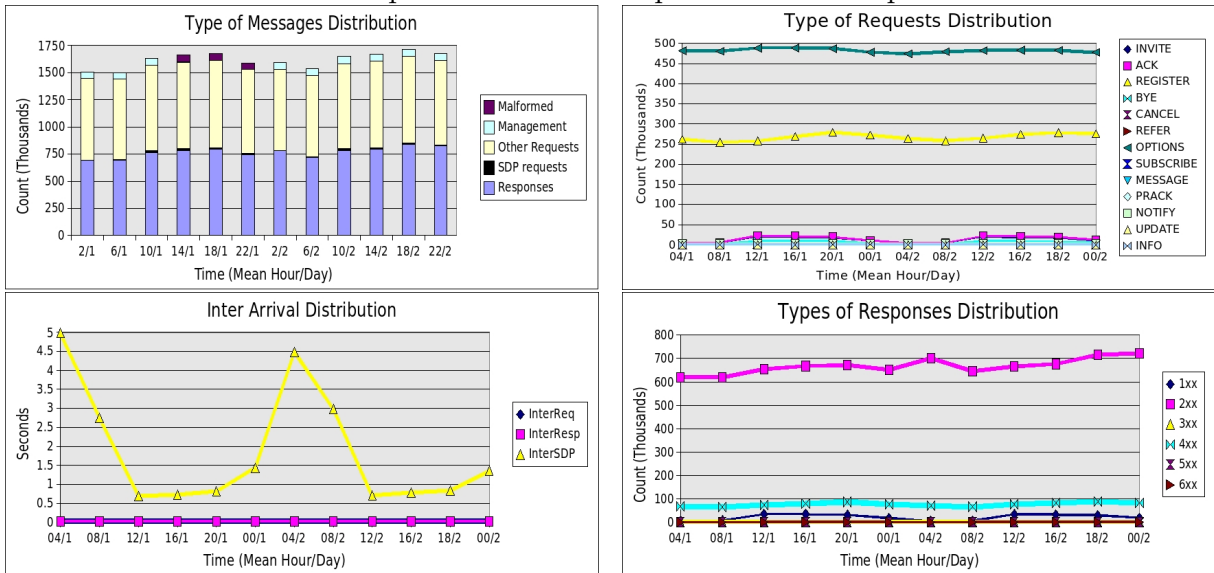 Type of Messages Distribution
1750
1500
1250
1000
750
500
250
0
Count (Thousands)
2/1 6/1 10/1 14/1 18/1 22/1 2/2 6/2 10/2 14/2 18/2 22/2
Time (Mean Hour/Day)
Malformed
Management
Other Requests
SDP requests
Responses
Type of Requests Distribution
500
450
400
350
300
250
200
150
100
50
0
Count (Thousands)
04/1 08/1 12/1 16/1 20/1 00/1 04/2 08/2 12/2 16/2 18/2 00/2
Time (Mean Hour/Day)
INVITE
ACK
REGISTER
BYE
CANCEL
REFER
OPTIONS
SUBSCRIBE
MESSAGE
PRACK
NOTIFY
UPDATE
INFO
Inter Arrival Distribution
5
4.5
4
3.5
3
2.5
2
1.5
1
0.5
0
Seconds
04/1 08/1 12/1 16/1 20/1 00/1 04/2 08/2 12/2 16/2 18/2 00/2
Time (Mean Hour/Day)
InterReq
InterResp
InterSDP
Types of Responses Distribution
800
700
600
500
400
300
200
100
0
Count (Thousands)
04/1 08/1 12/1 16/1 20/1 00/1 04/2 08/2 12/2 16/2 18/2 00/2
Time (Mean Hour/Day)
1xx
2xx
3xx
4xx
5xx
6xx